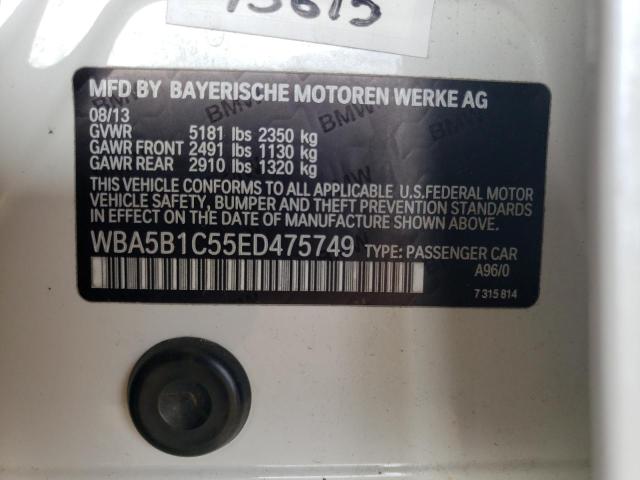 13615
MFD BY BAYERISCHE MOTOREN WERKE AG
08/13
GVWR 5181 lbs 2350 kg
GAWR FRONT 2491 lbs 1130 kg
GAWR REAR 2910 lbs 1320 kg
THIS VEHICLE CONFORMS TO ALL APPLICABLE U.S.FEDERAL MOTOR
VEHICLE SAFETY, BUMPER AND THEFT PREVENTION STANDARDS
IN EFFECT ON THE DATE OF MANUFACTURE SHOWN ABOVE.
WBA5B1C55ED475749 TYPE: PASSENGER CAR
A96/0
7 315 814